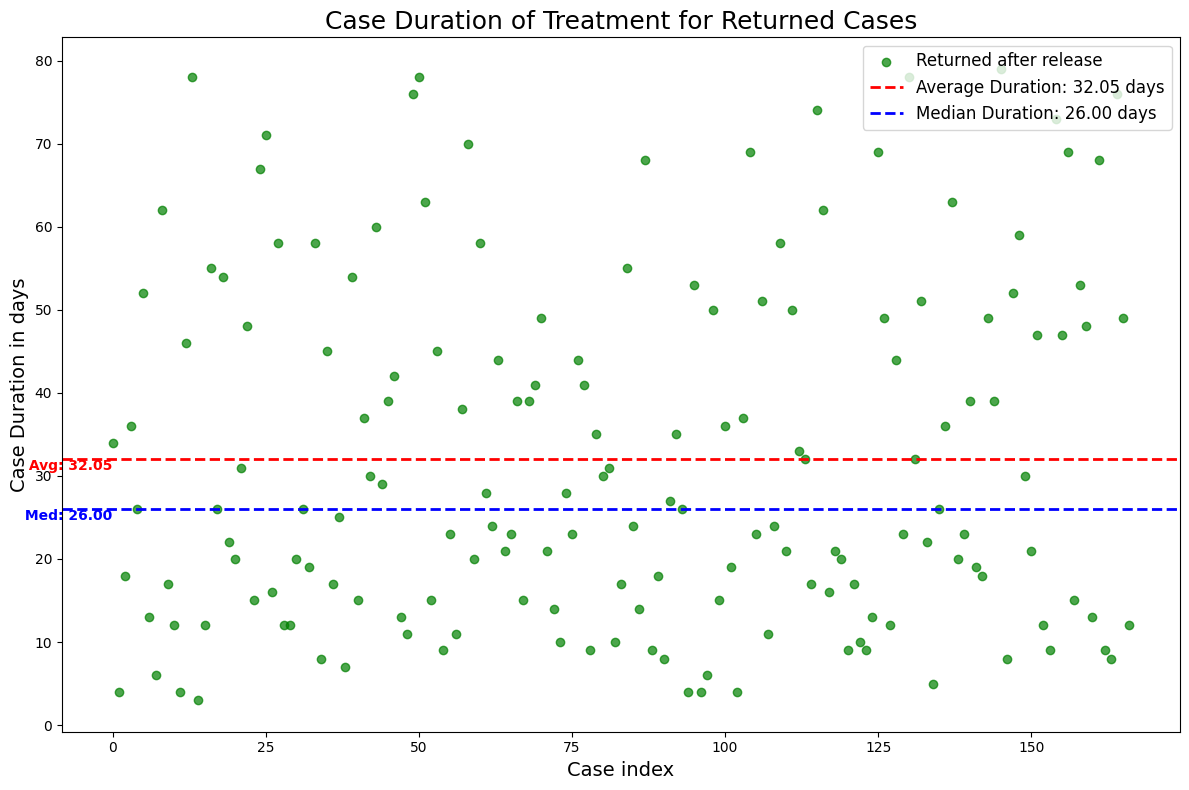 Case Duration of Treatment for Returned Cases
Returned after release
Average Duration: 32.05 days
Median Duration: 26.00 days
Case Duration in days
80
70
60
50
40
30
20
10
0
Avg: 32.05
Med: 26.00
0 25 50 75 100 125 150
Case index